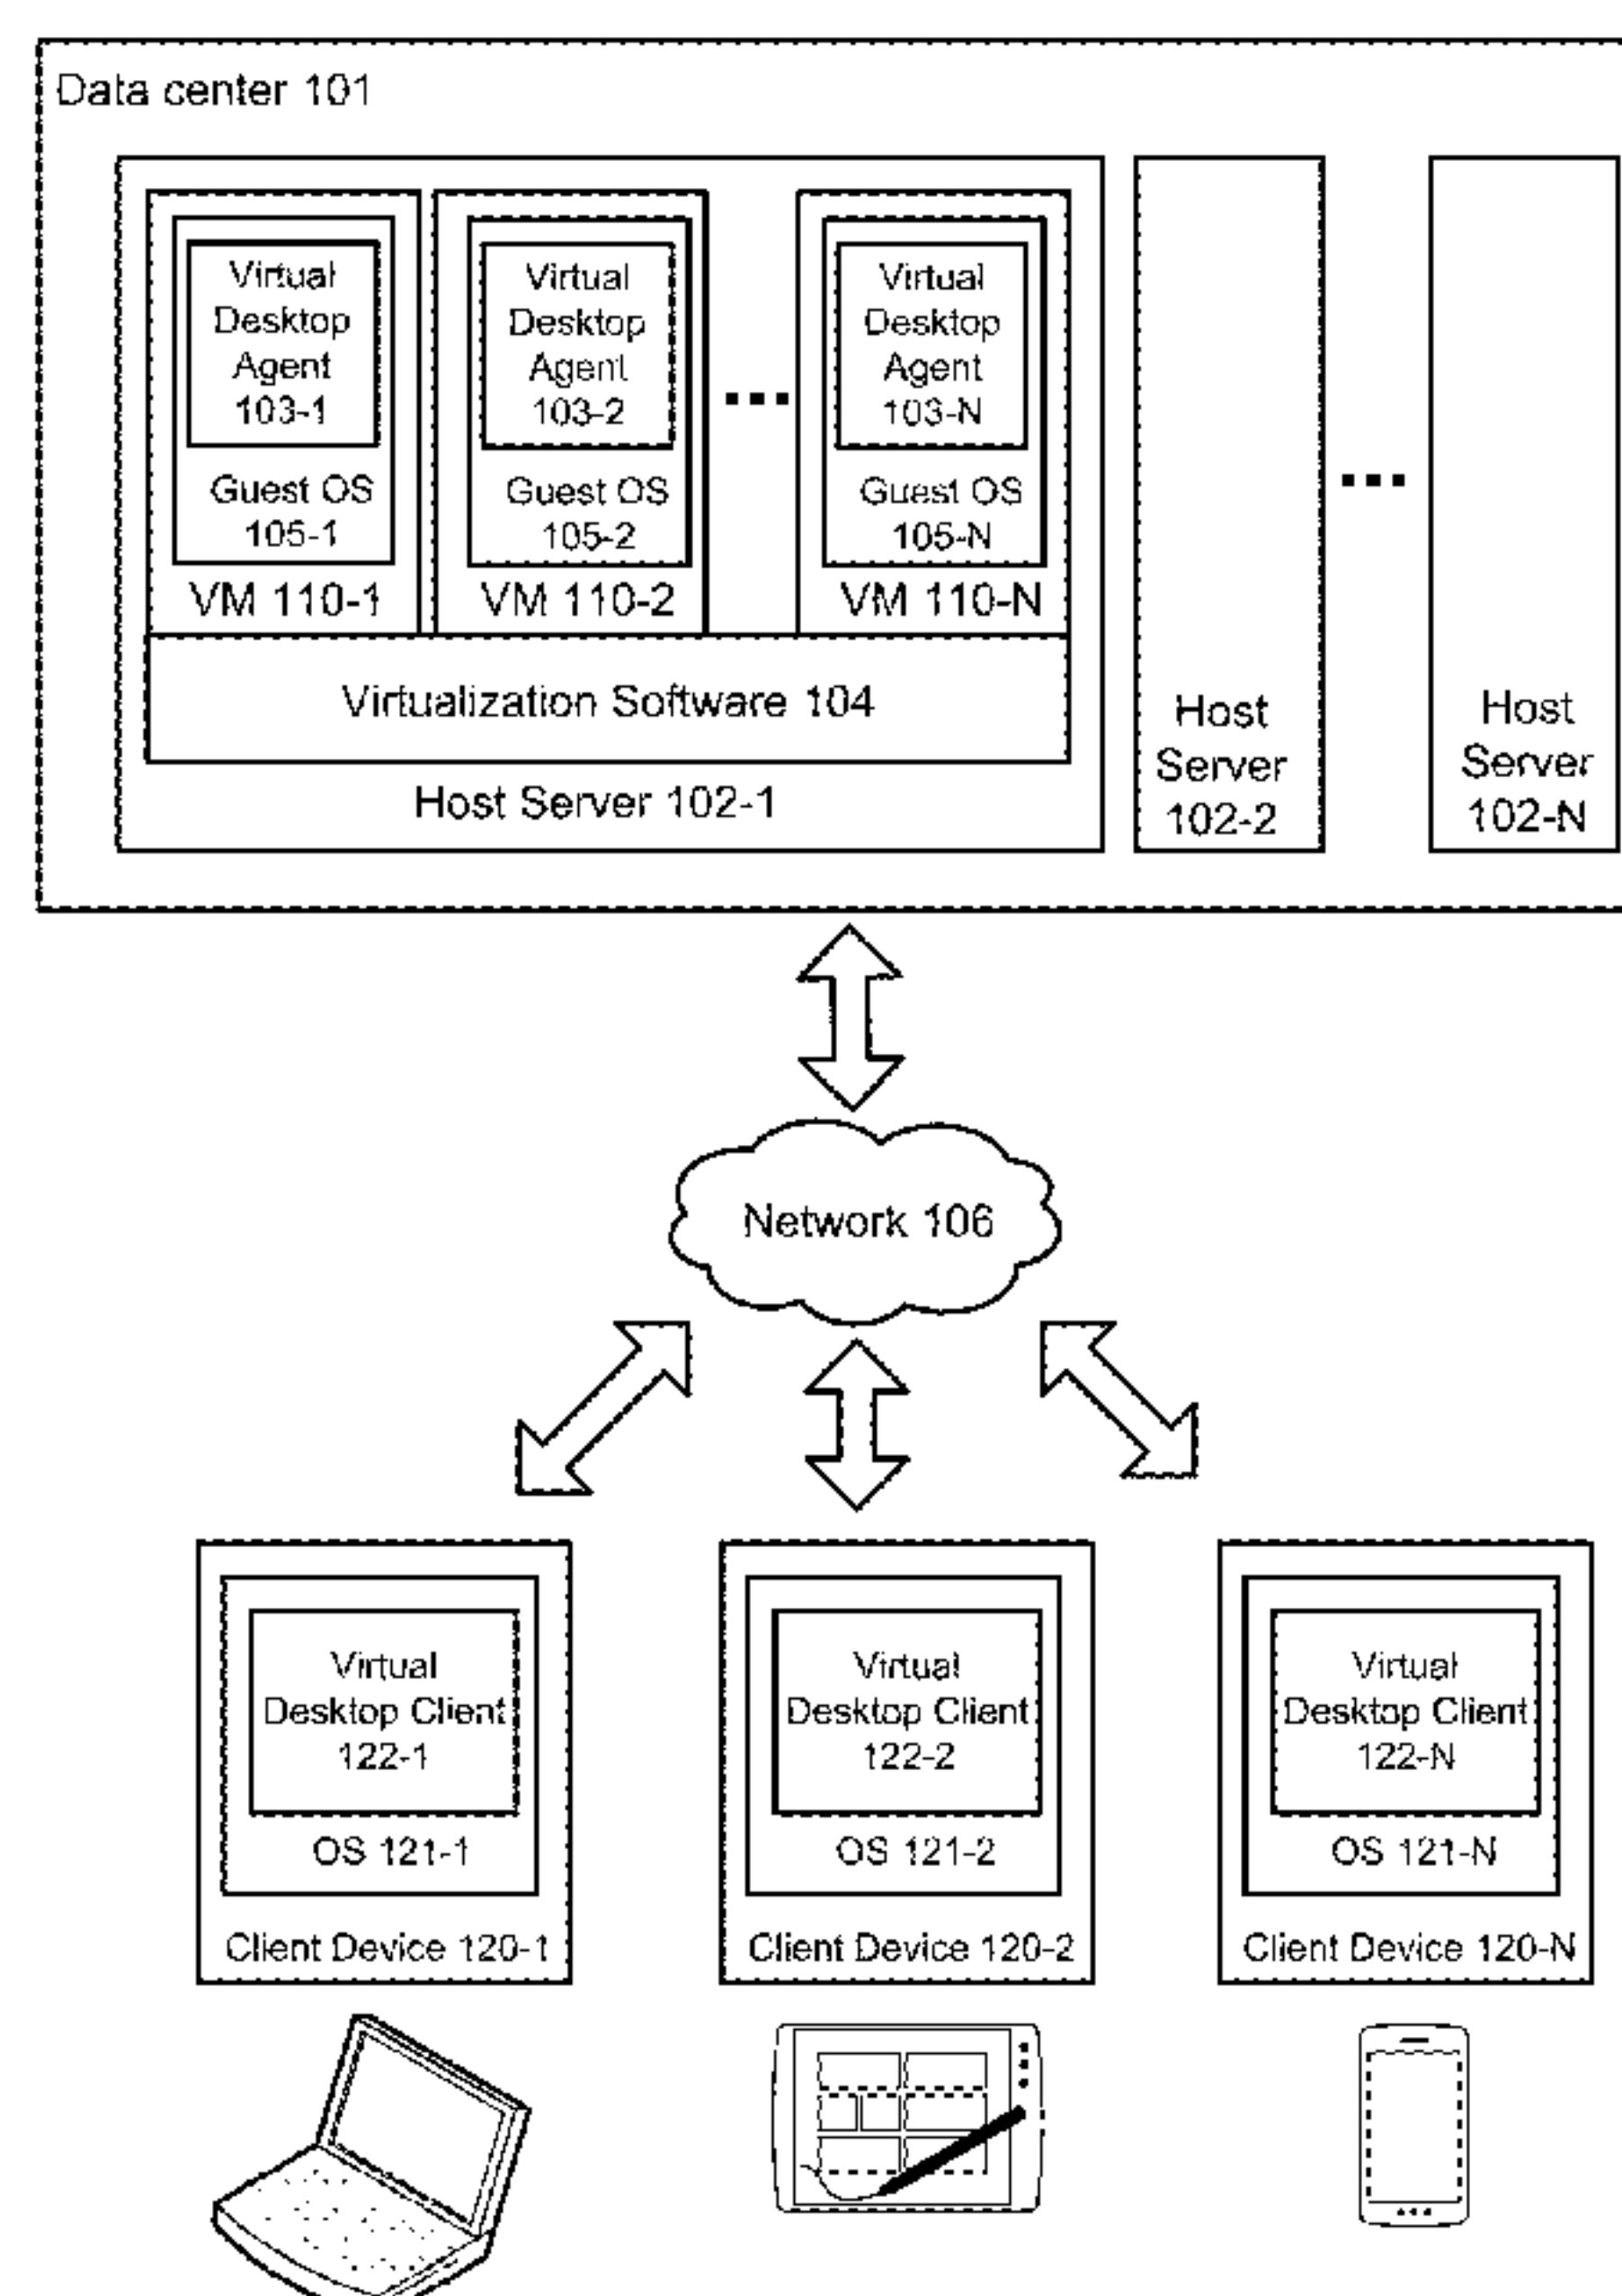 Data center 101
Virtual
Desktop
Agent
103-1
Guest OS
105-1
VM 110-1
Virtual
Desktop
Agent
103-2
Guest OS
105-2
VM 110-2
Virtual
Desktop
Agent
103-N
Guest OS
105-N
VM 110-N
Virtualization Software 104
Host Server 102-1
Host
Server
102-2
Host
Server
102-N
Network 106
Virtual
Desktop Client
122-1
OS 121-1
Client Device 120-1
Virtual
Desktop Client
122-2
OS 121-2
Client Device 120-2
Virtual
Desktop Client
122-N
OS 121-N
Client Device 120-N